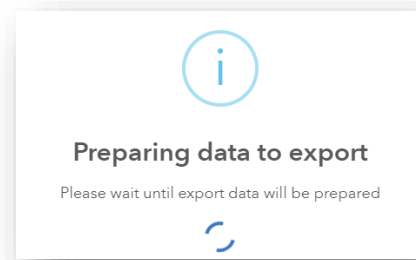 i
Preparing data to export
Please wait until export data will be prepared